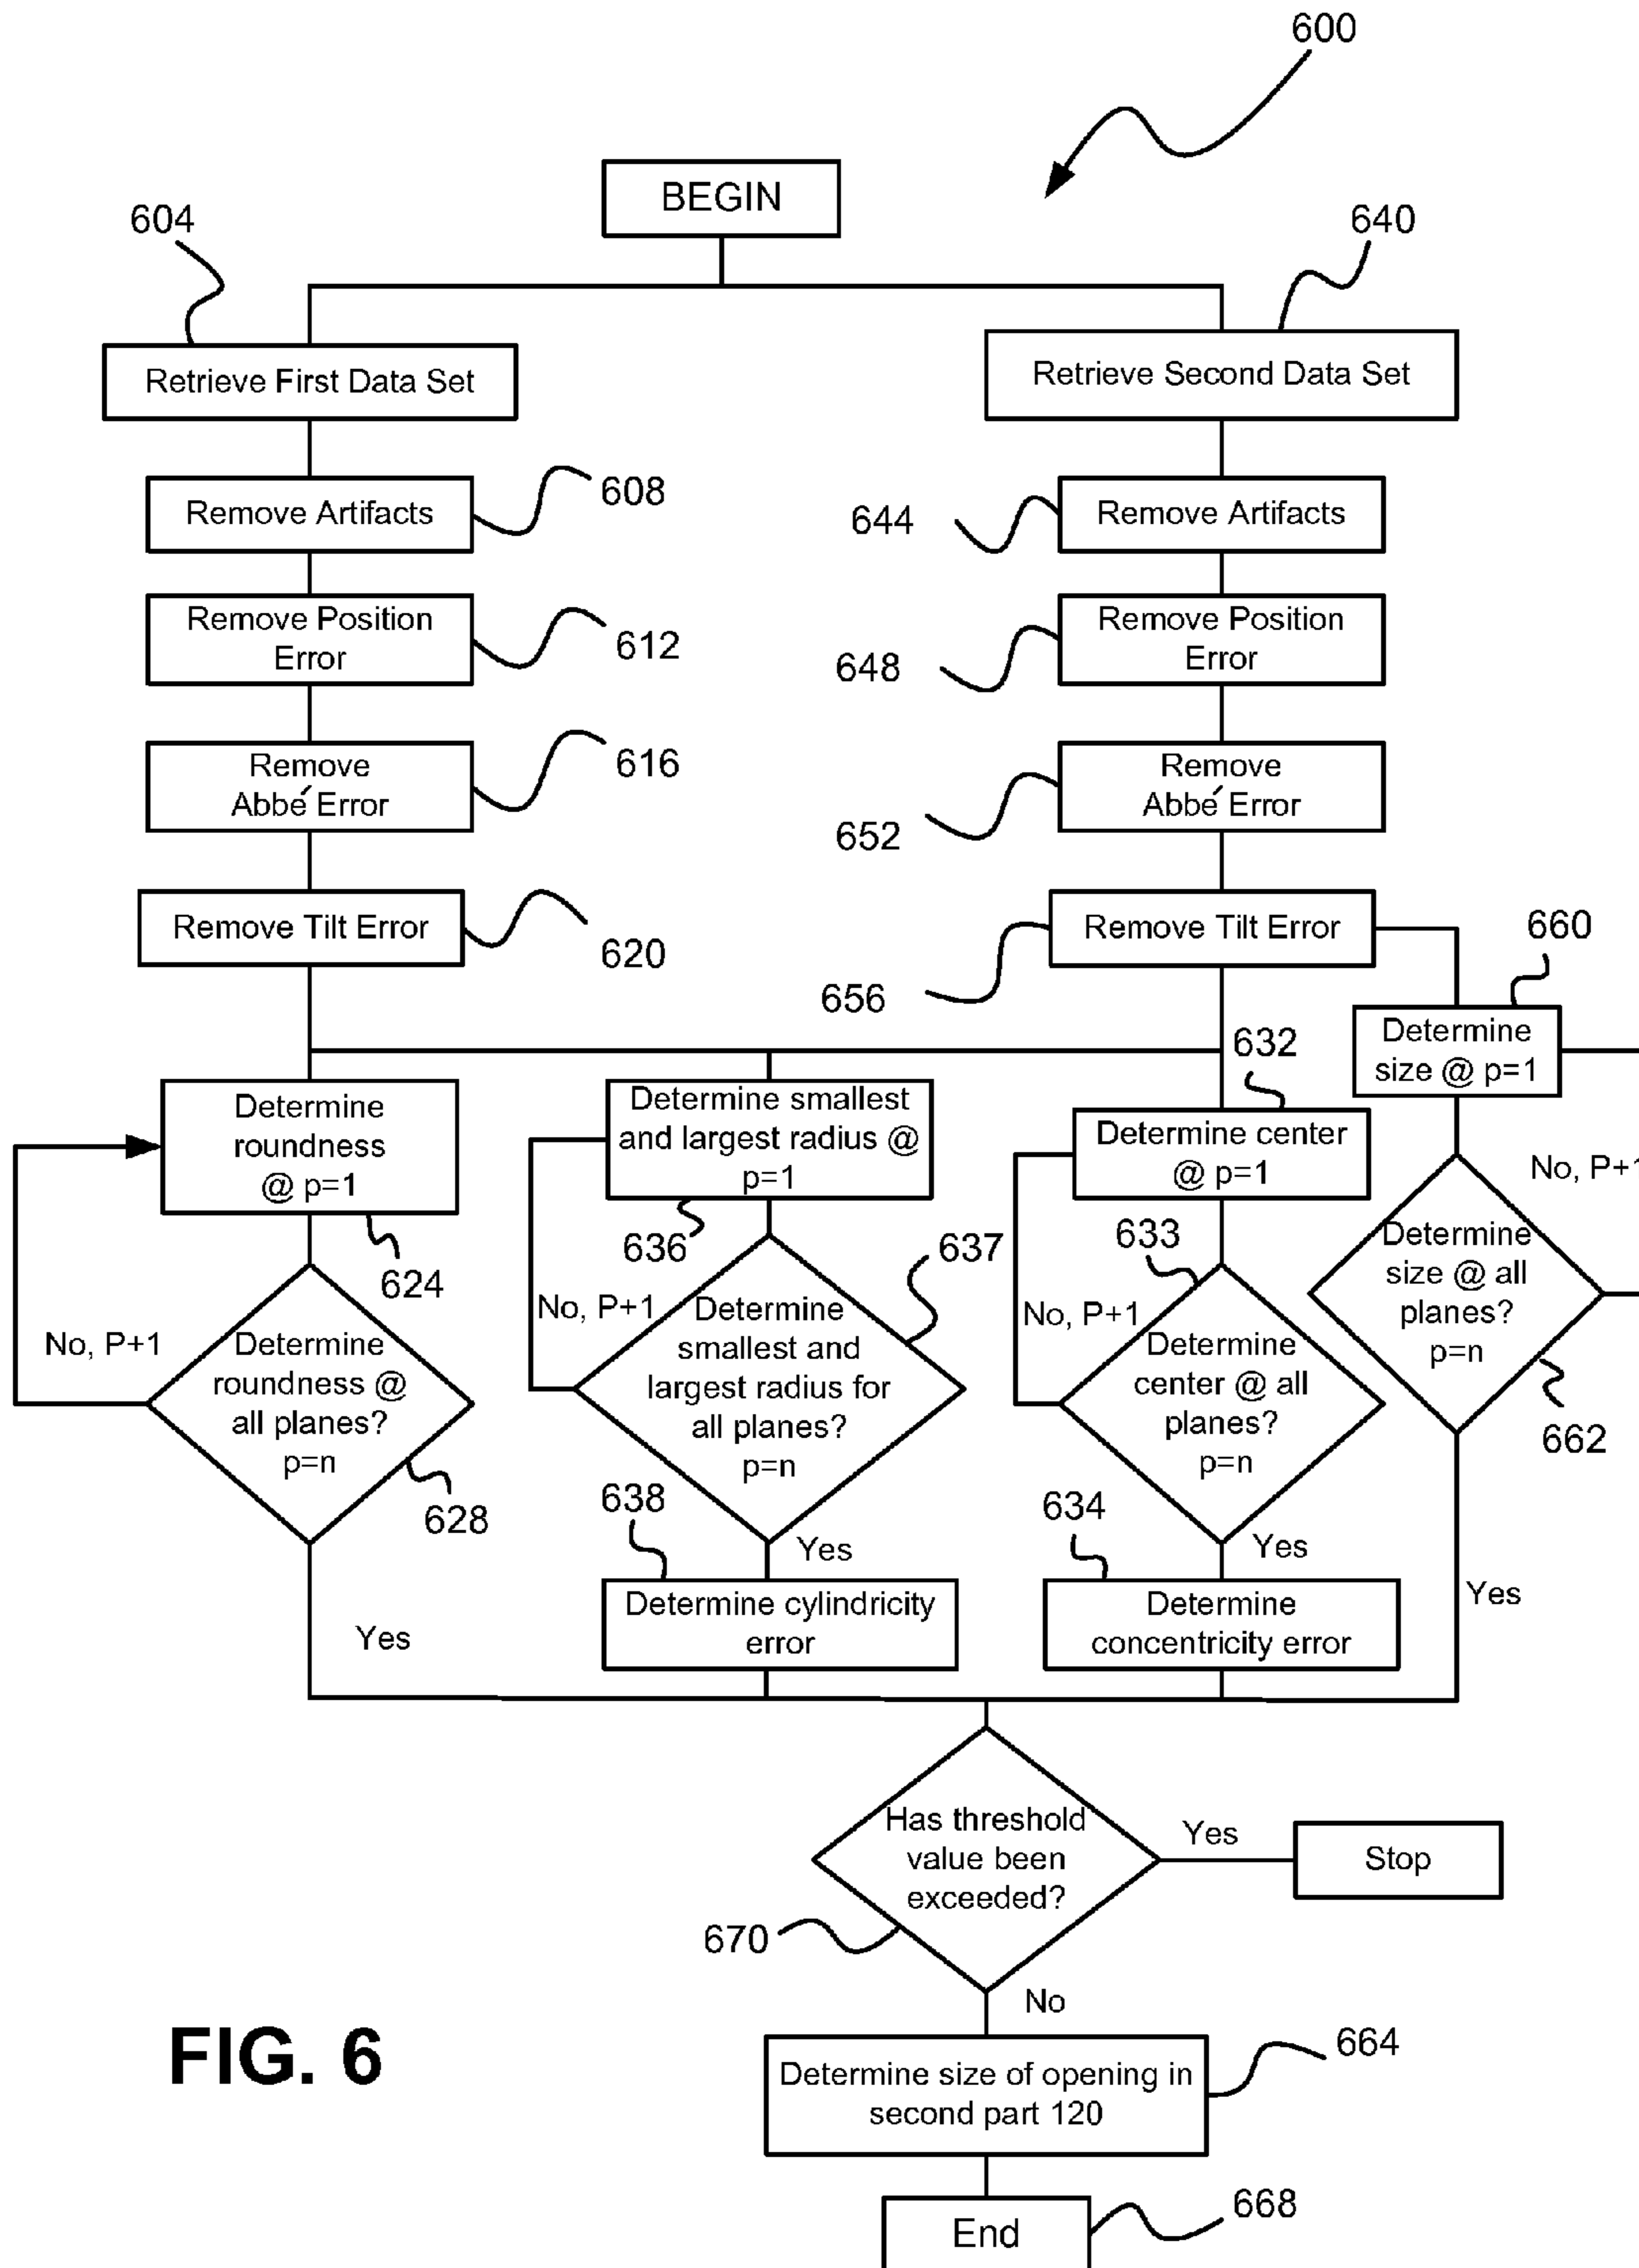 600
BEGIN
604
640
Retrieve First Data Set
Retrieve Second Data Set
Remove Artifacts
608
644
Remove Artifacts
Remove Position
Error
612
648
Remove Position
Error
Remove
Abbé Error
616
652
Remove
Abbé Error
Remove Tilt Error
620
656
Remove Tilt Error
660
Determine
size @ p=1
632
Determine
roundness
@ p=1
Determine smallest
and largest radius @
p=1
Determine center
@ p=1
No, P+1
624
636
637
633
Determine
size @ all
planes?
p=n
662
No, P+1
Determine
roundness @
all planes?
p=n
628
No, P+1
Determine
smallest and
largest radius for
all planes?
p=n
No, P+1
Determine
center @ all
planes?
p=n
638
Yes
634
Yes
Yes
Yes
Determine cylindricity
error
Determine
concentricity error
Has threshold
value been
exceeded?
Yes
Stop
670
No
FIG. 6
Determine size of opening in
second part 120
664
End
668